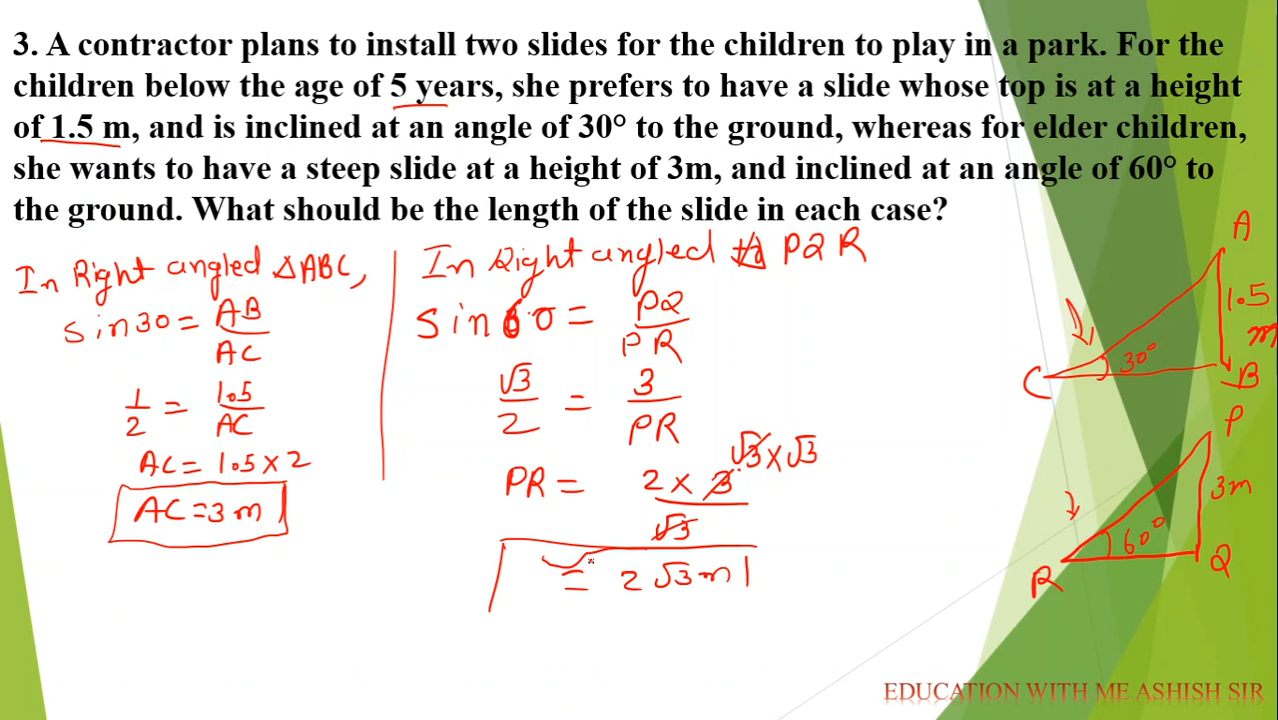 3. A contractor plans to install two slides for the children to play in a park. For the
children below the age of 5 years, she prefers to have a slide whose top is at a height
of 1.5 m, and is inclined at an angle of 30° to the ground, whereas for elder children,
she wants to have a steep slide at a height of 3m, and inclined at an angle of 60° to
the ground. What should be the length of the slide in each case?
In Right angled △ABC,
sin30 = AB/AC
1/2 = 1.5/AC
AC = 1.5 × 2
AC = 3 m
In Right angled △ PQR
sin60 = PQ/PR
√3/2 = 3/PR
PR = 2 × 3/√3
√3 × √3
= 2√3 m
A
1.5
m
30°
C
B
P
3m
60°
R
Q
EDUCATION WITH ME ASHISH SIR